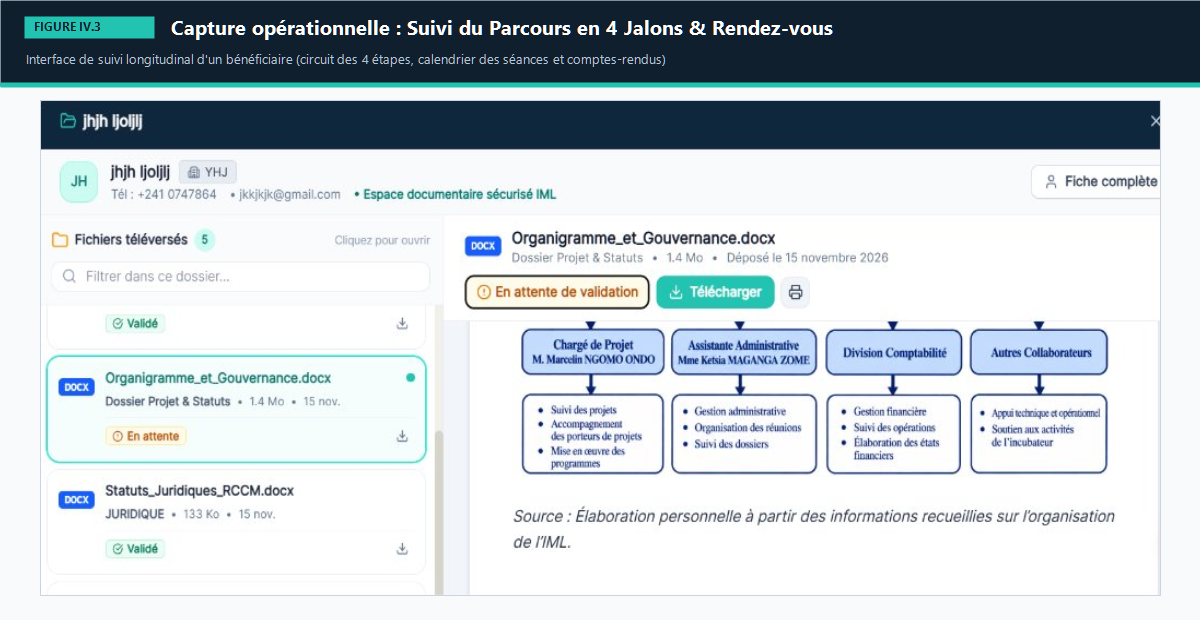 FIGURE IV.3
Capture opérationnelle : Suivi du Parcours en 4 Jalons & Rendez-vous
Interface de suivi longitudinal d'un bénéficiaire (circuit des 4 étapes, calendrier des séances et comptes-rendus)
jhjh ljoljlj
JH
jhjh ljoljlj
YHJ
Tél : +241 0747864 • jkkjkjk@gmail.com • Espace documentaire sécurisé IML
Fiche complète
Fichiers téléversés 5
Cliquez pour ouvrir
Filtrer dans ce dossier...
Validé
DOCX
Organigramme_et_Gouvernance.docx
Dossier Projet & Statuts • 1.4 Mo • 15 nov.
En attente
DOCX
Statuts_Juridiques_RCCM.docx
JURIDIQUE • 133 Ko • 15 nov.
Validé
DOCX
Organigramme_et_Gouvernance.docx
Dossier Projet & Statuts • 1.4 Mo • Déposé le 15 novembre 2026
En attente de validation
Télécharger
Chargé de Projet
M. Marcelin NGOMO ONDO
Assistante Administrative
Mme Ketsia MAGANGA ZOME
Division Comptabilité
Autres Collaborateurs
• Suivi des projets
• Accompagnement
des porteurs de projets
• Mise en œuvre des
programmes
• Gestion administrative
• Organisation des réunions
• Suivi des dossiers
• Gestion financière
• Suivi des opérations
• Élaboration des états
financiers
• Appui technique et opérationnel
• Soutien aux activités
de l'incubateur
Source : Élaboration personnelle à partir des informations recueillies sur l'organisation
de l'IML.